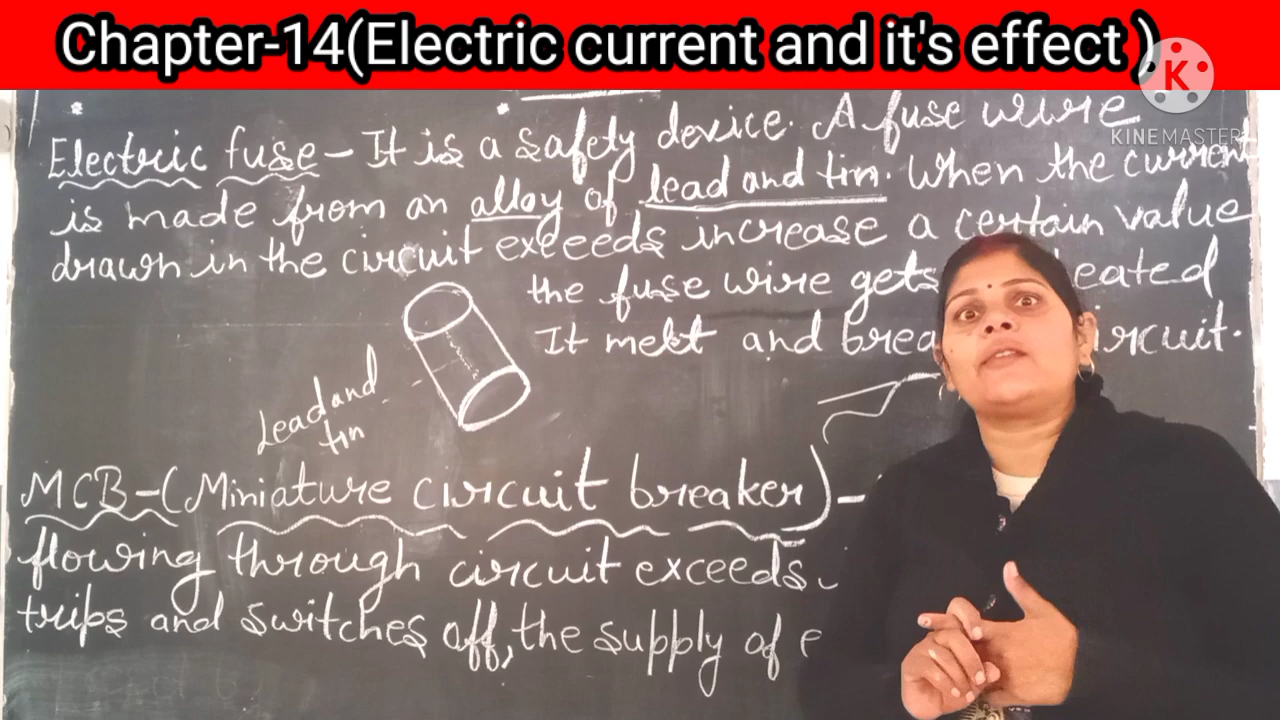 Chapter-14(Electric current and it's effect )
K
KINEMASTER
Electric fuse - It is a safety device. A fuse wire
is made from an alloy of lead and tin. When the current
drawn in the circuit exceeds increase a certain value
the fuse wire gets eated
It melt and brea ircuit.
Lead and
tin
MCB-(Miniature circuit breaker)-
flowing through circuit exceeds
trips and switches off, the supply of e